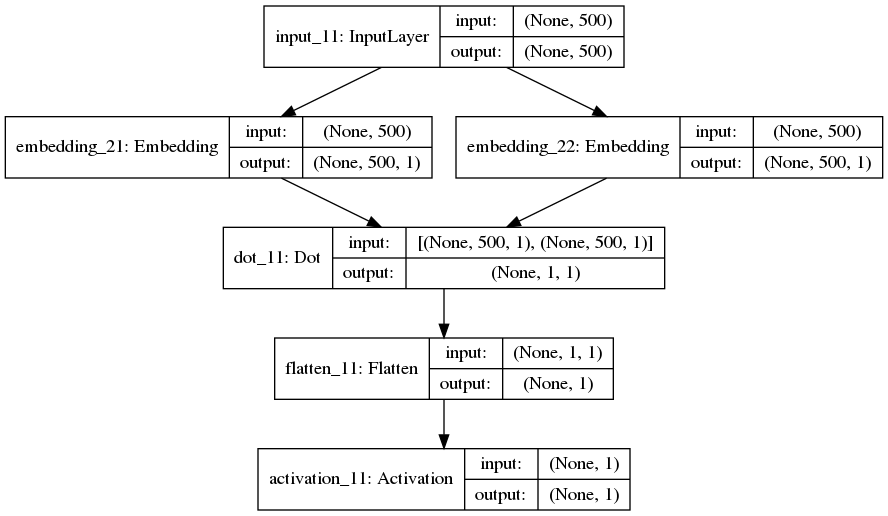 input_11: InputLayer
input:
(None, 500)
output:
(None, 500)
embedding_21: Embedding
input:
(None, 500)
output:
(None, 500, 1)
embedding_22: Embedding
input:
(None, 500)
output:
(None, 500, 1)
dot_11: Dot
input:
[(None, 500, 1), (None, 500, 1)]
output:
(None, 1, 1)
flatten_11: Flatten
input:
(None, 1, 1)
output:
(None, 1)
activation_11: Activation
input:
(None, 1)
output:
(None, 1)